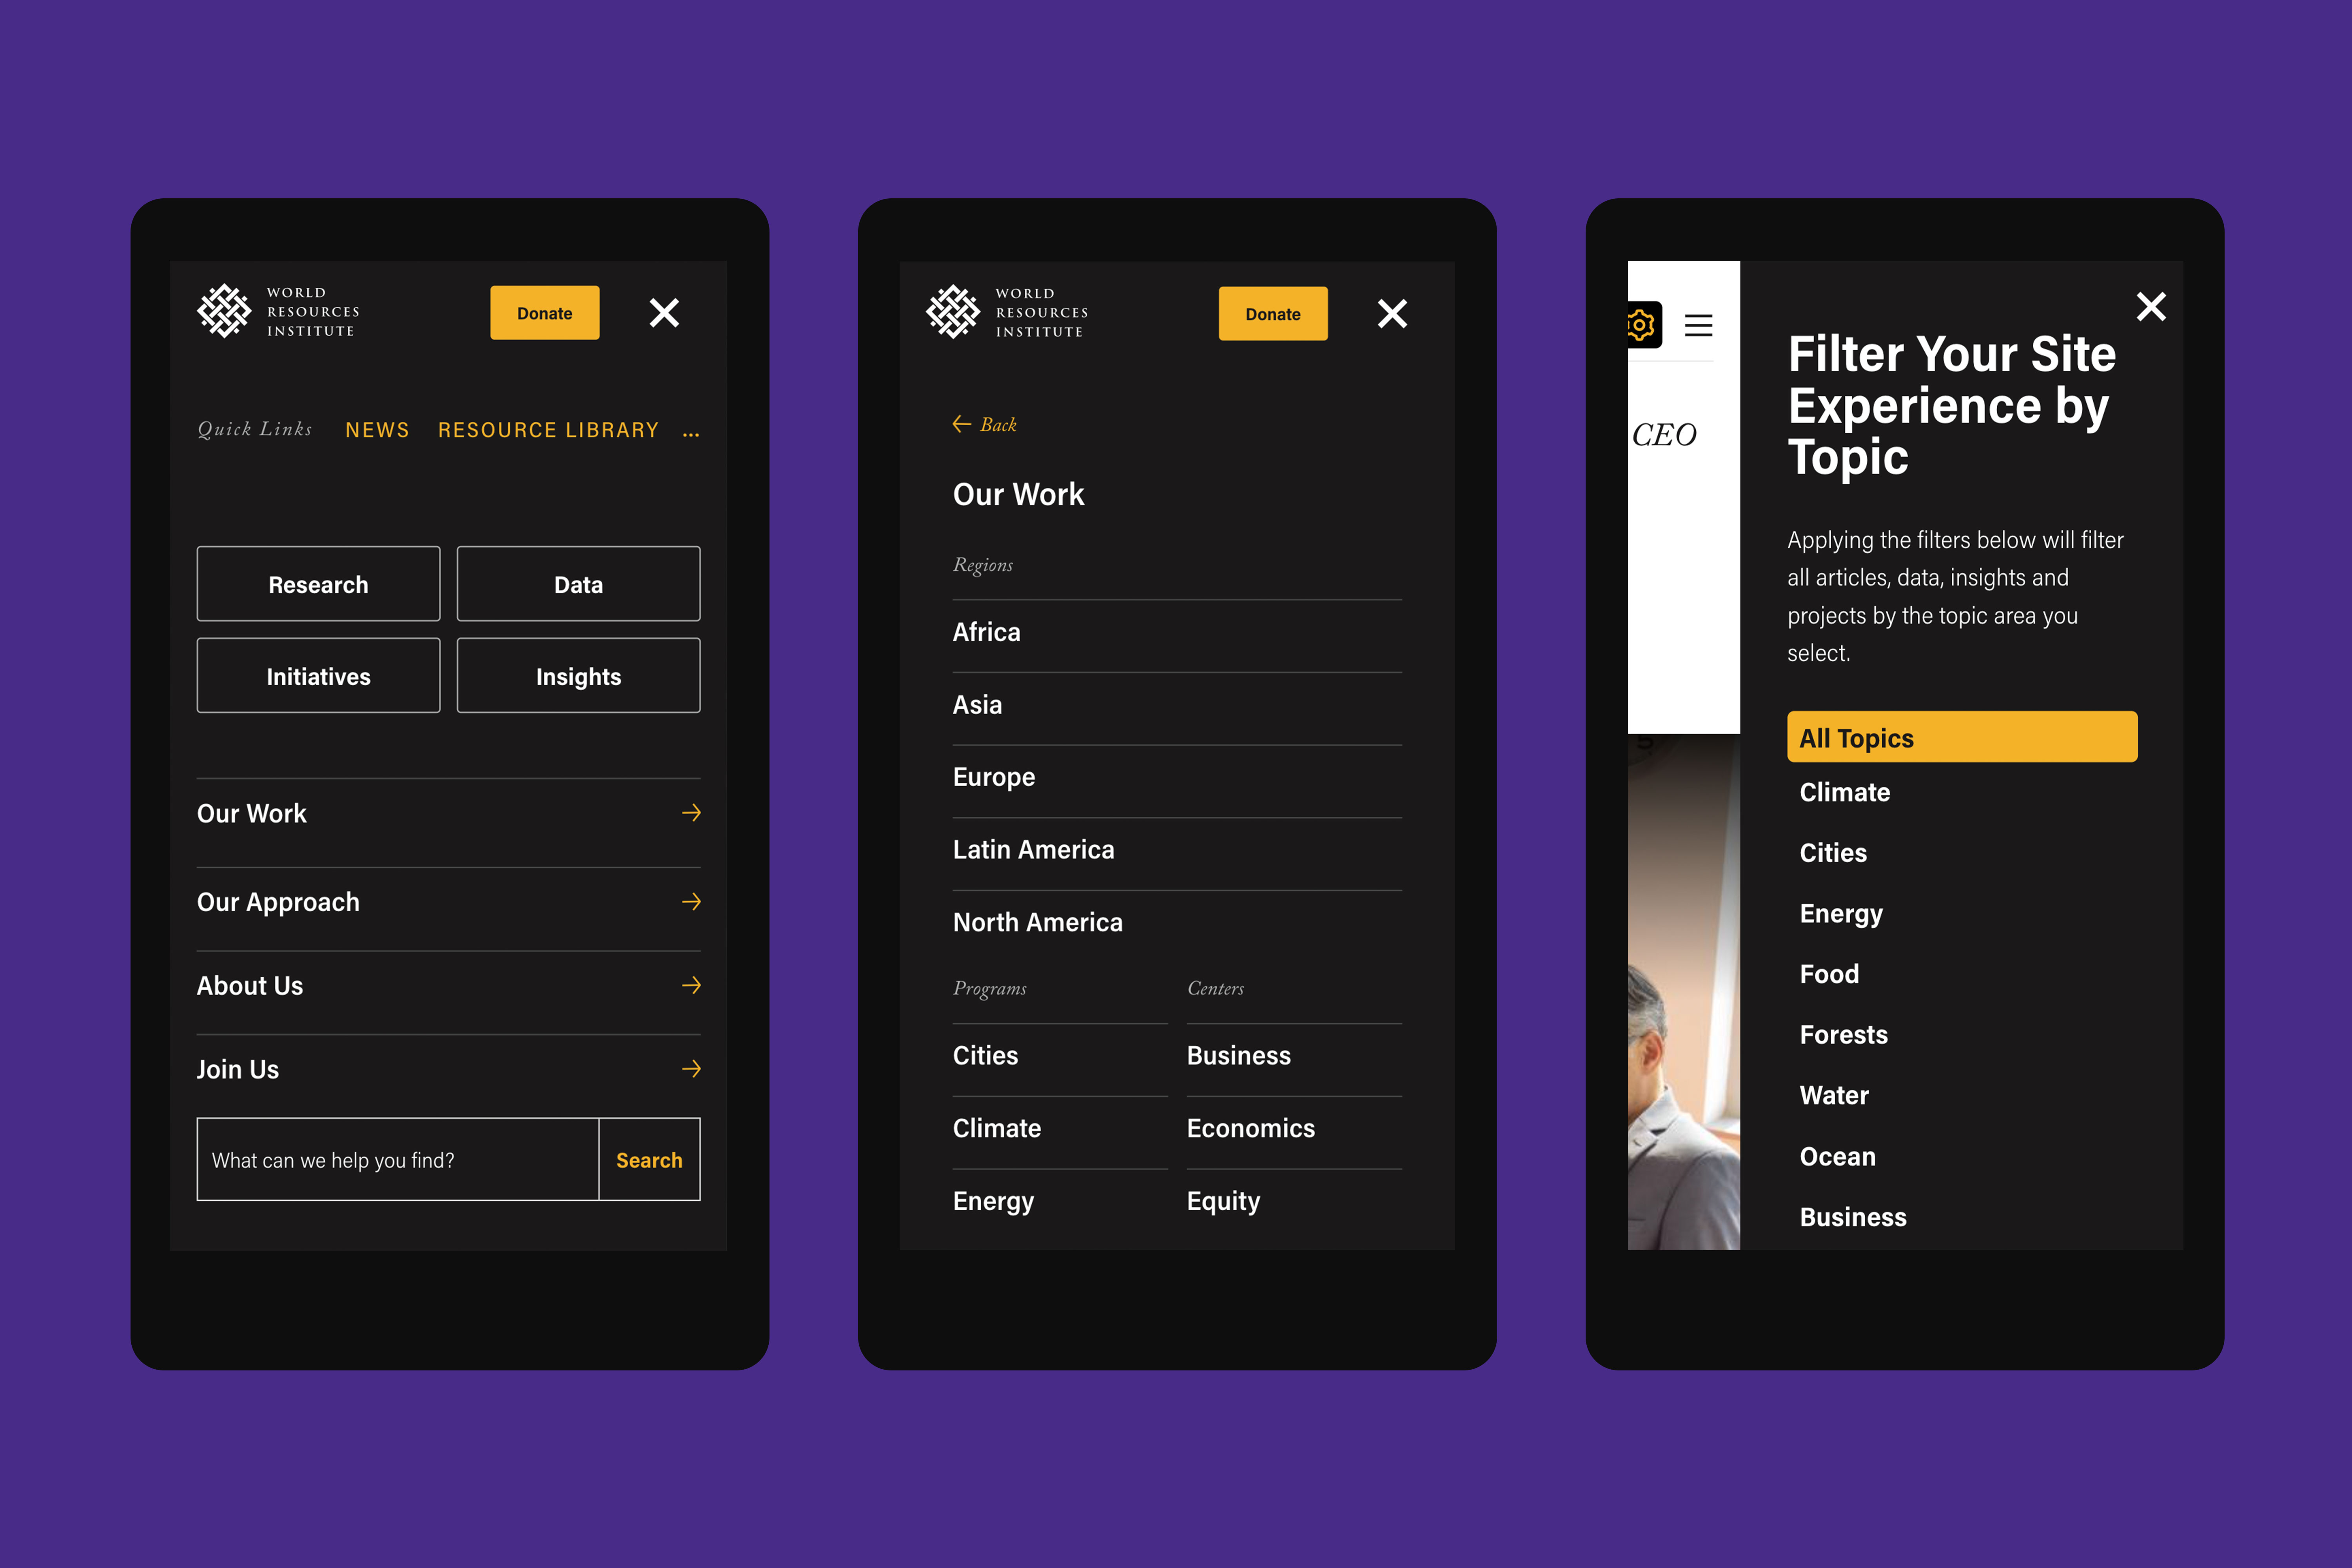 WORLD
RESOURCES
INSTITUTE
Donate
Quick Links NEWS RESOURCE LIBRARY ...
Research Data
Initiatives Insights
Our Work
Our Approach
About Us
Join Us
What can we help you find? Search
WORLD
RESOURCES
INSTITUTE
Donate
Back
Our Work
Regions
Africa
Asia
Europe
Latin America
North America
Programs Centers
Cities Business
Climate Economics
Energy Equity
CEO
Filter Your Site
Experience by
Topic
Applying the filters below will filter
all articles, data, insights and
projects by the topic area you
select.
All Topics
Climate
Cities
Energy
Food
Forests
Water
Ocean
Business